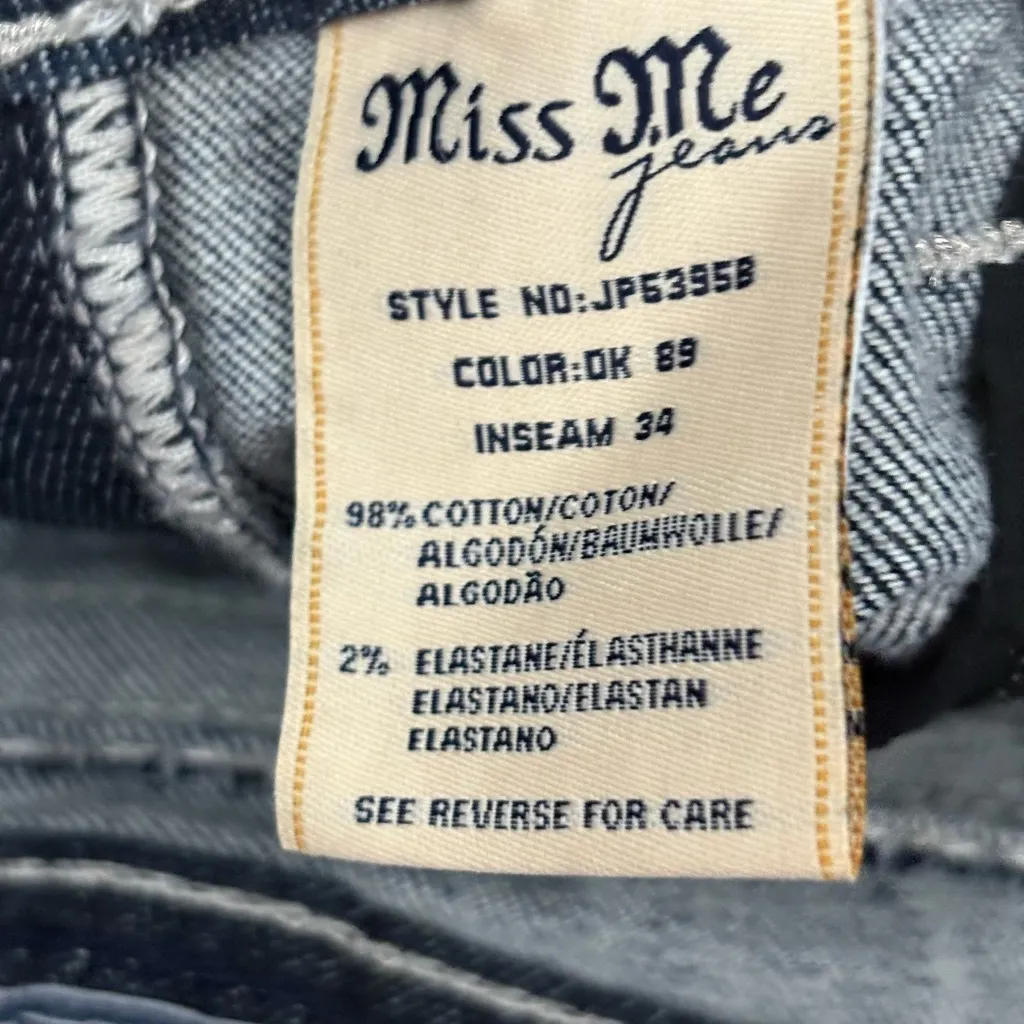 Miss Me
jeans
STYLE NO:JP5395B
COLOR:DK 89
INSEAM 34
98% COTTON/COTON/
ALGODÓN/BAUMWOLLE/
ALGODÃO
2% ELASTANE/ÉLASTHANNE
ELASTANO/ELASTAN
ELASTANO
SEE REVERSE FOR CARE